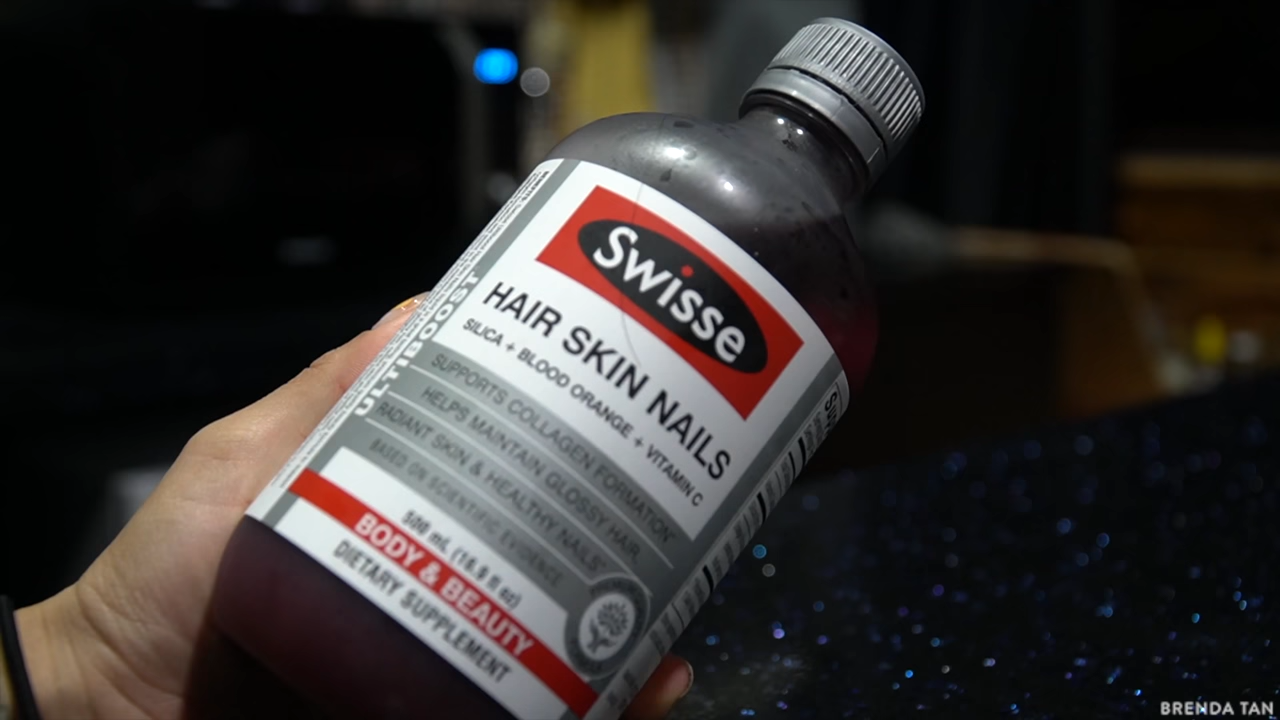 Swisse
ULTIBOOST
HAIR SKIN NAILS
SILICA + BLOOD ORANGE + VITAMIN C
SUPPORTS COLLAGEN FORMATION*
HELPS MAINTAIN GLOSSY HAIR,
RADIANT SKIN & HEALTHY NAILS*
BASED ON SCIENTIFIC EVIDENCE
500 mL (16.9 fl oz)
BODY & BEAUTY
DIETARY SUPPLEMENT
BRENDA TAN